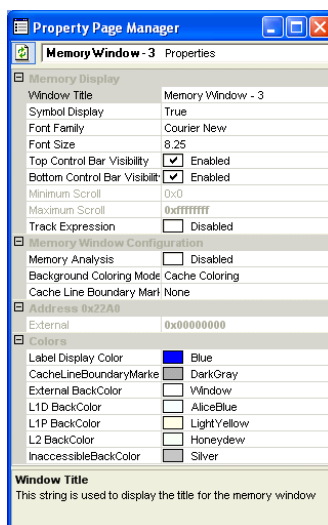 Property Page Manager
Memory Window - 3 Properties
Memory Display
Window Title Memory Window - 3
Symbol Display True
Font Family Courier New
Font Size 8.25
Top Control Bar Visibility Enabled
Bottom Control Bar Visibilit Enabled
Minimum Scroll 0x0
Maximum Scroll 0xffffffff
Track Expression Disabled
Memory Window Configuration
Memory Analysis Disabled
Background Coloring Mode Cache Coloring
Cache Line Boundary Mark None
Address 0x22A0
External 0x00000000
Colors
Label Display Color Blue
CacheLineBoundaryMarke DarkGray
External BackColor Window
L1D BackColor AliceBlue
L1P BackColor LightYellow
L2 BackColor Honeydew
InaccessibleBackColor Silver
Window Title
This string is used to display the title for the memory window